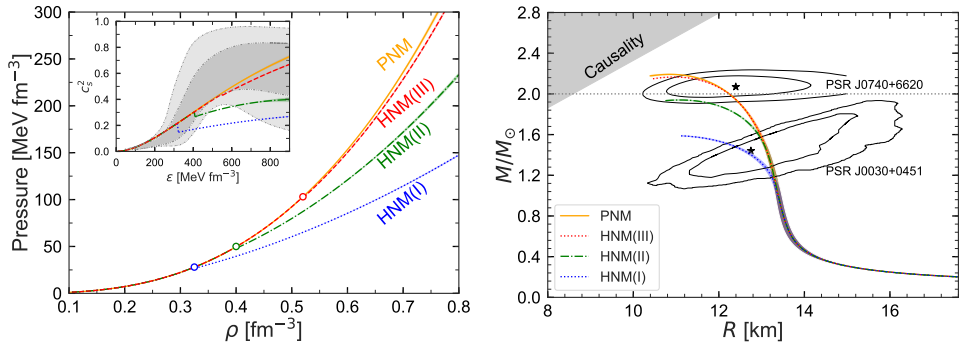 300
250
200
150
100
50
0
Pressure [MeV fm⁻³]
0.1 0.2 0.3 0.4 0.5 0.6 0.7 0.8
ρ [fm⁻³]
1.0
0.8
0.6
0.4
0.2
0.0
c_s²
0 200 400 600 800
ε [MeV fm⁻³]
PNM
HNM(III)
HNM(II)
HNM(I)
2.8
2.4
2.0
1.6
1.2
0.8
0.4
0.0
M/M⊙
Causality
PSR J0740+6620
PSR J0030+0451
PNM
HNM(III)
HNM(II)
HNM(I)
8 10 12 14 16
R [km]